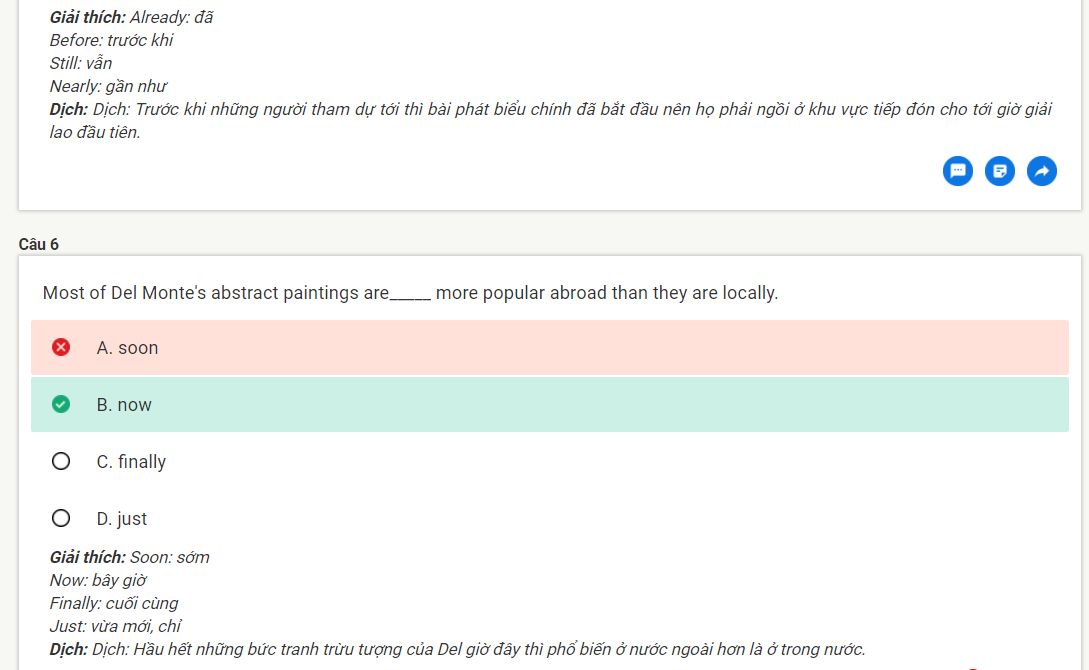 Giải thích: Already: đã
Before: trước khi
Still: vẫn
Nearly: gần như
Dịch: Dịch: Trước khi những người tham dự tới thì bài phát biểu chính đã bắt đầu nên họ phải ngồi ở khu vực tiếp đón cho tới giờ giải
lao đầu tiên.
Câu 6
Most of Del Monte's abstract paintings are_____ more popular abroad than they are locally.
A. soon
B. now
C. finally
D. just
Giải thích: Soon: sớm
Now: bây giờ
Finally: cuối cùng
Just: vừa mới, chỉ
Dịch: Dịch: Hầu hết những bức tranh trừu tượng của Del giờ đây thì phổ biến ở nước ngoài hơn là ở trong nước.